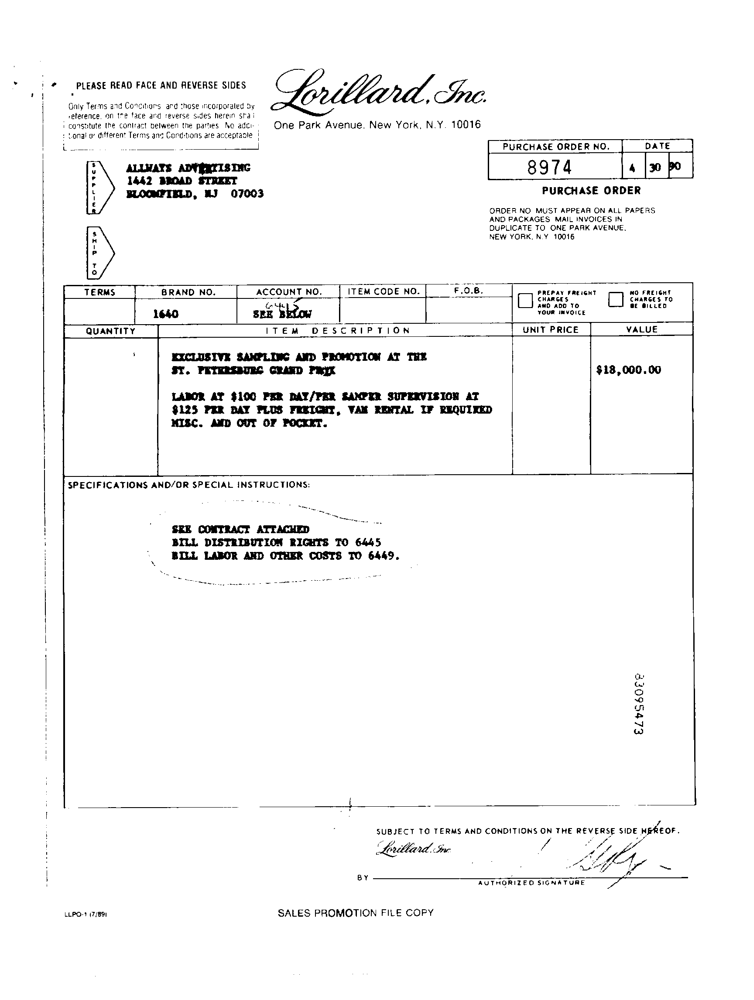 PLEASE READ FACE AND REVERSE SIDES
Only Terms and Conditions and those incorporated by
reference, on the face and reverse sides herein shall
constitute the contract between the parties. No addi-
tional or different Terms and Conditions are acceptable.
Lorillard, Inc.
One Park Avenue, New York, N.Y. 10016
PURCHASE ORDER NO. DATE
8974 4 30 90
PURCHASE ORDER
ORDER NO. MUST APPEAR ON ALL PAPERS
AND PACKAGES. MAIL INVOICES IN
DUPLICATE TO ONE PARK AVENUE,
NEW YORK, N.Y. 10016
SUPPLIER
ALLWAYS ADVERTISING
1442 BROAD STREET
BLOOMFIELD, NJ 07003
SHIP TO
TERMS BRAND NO. ACCOUNT NO. ITEM CODE NO. F.O.B.
PREPAY FREIGHT
CHARGES
AND ADD TO
YOUR INVOICE
NO FREIGHT
CHARGES TO
BE BILLED
6445
1640 SEE BELOW
QUANTITY ITEM DESCRIPTION UNIT PRICE VALUE
EXCLUSIVE SAMPLING AND PROMOTION AT THE
ST. PETERSBURG GRAND PRIX $18,000.00
LABOR AT $100 PER DAY/PER SAMPER SUPERVISION AT
$125 PER DAY PLUS FREIGHT, VAN RENTAL IF REQUIRED
MISC. AND OUT OF POCKET.
SPECIFICATIONS AND/OR SPECIAL INSTRUCTIONS:
SEE CONTRACT ATTACHED
BILL DISTRIBUTION RIGHTS TO 6445
BILL LABOR AND OTHER COSTS TO 6449.
83095473
SUBJECT TO TERMS AND CONDITIONS ON THE REVERSE SIDE HEREOF.
Lorillard, Inc.
BY
AUTHORIZED SIGNATURE
LLPO-1 (7/89)
SALES PROMOTION FILE COPY